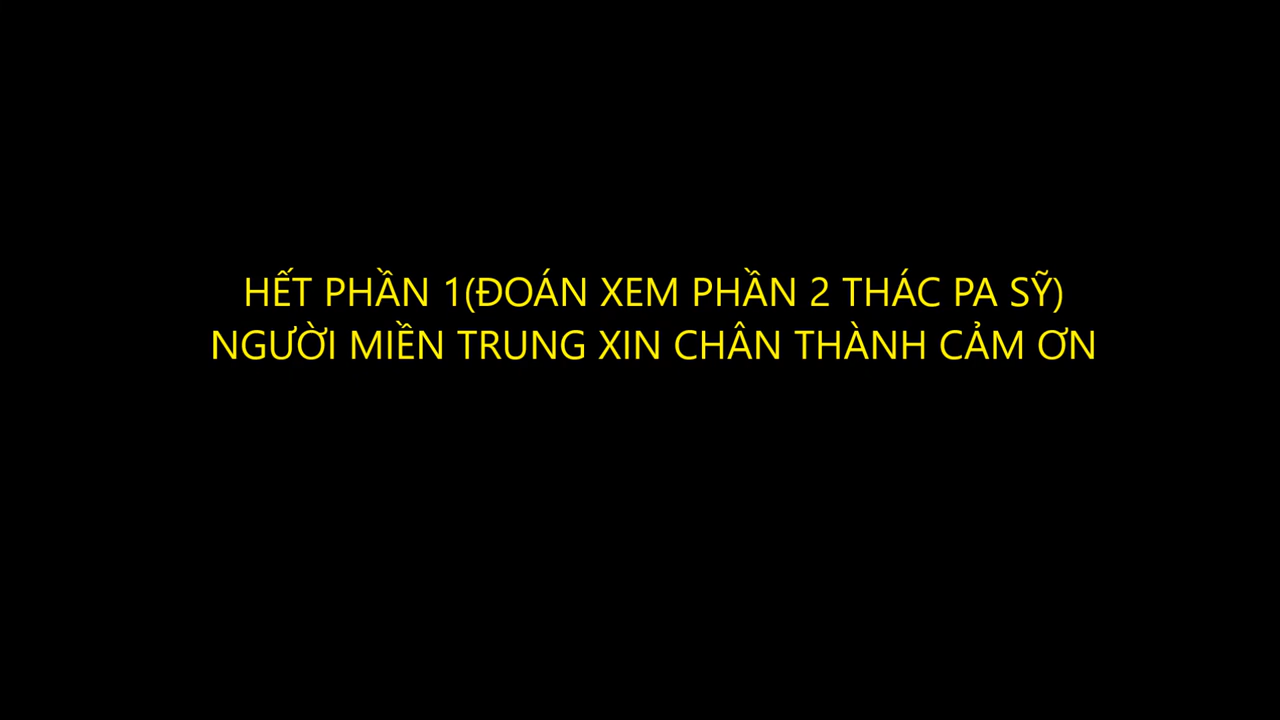 HẾT PHẦN 1(ĐOÁN XEM PHẦN 2 THÁC PA SỸ)
NGƯỜI MIỀN TRUNG XIN CHÂN THÀNH CẢM ƠN